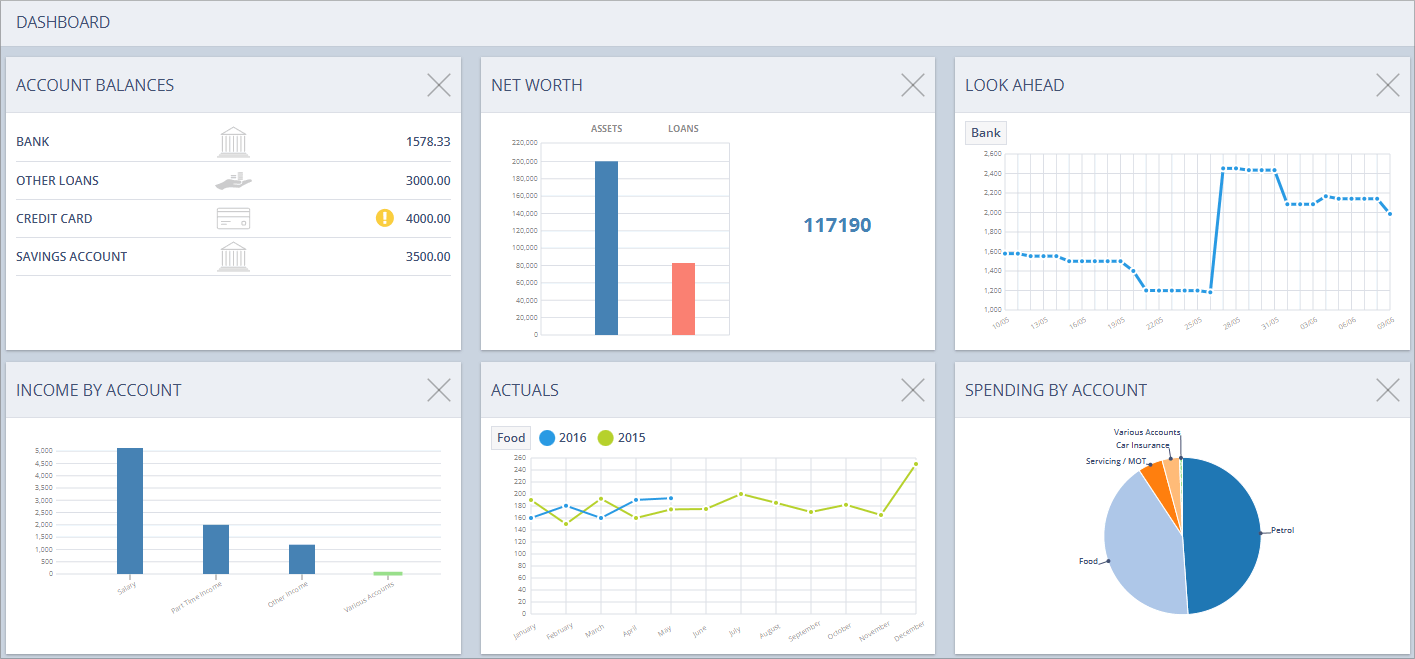 DASHBOARD
ACCOUNT BALANCES
BANK 1578.33
OTHER LOANS 3000.00
CREDIT CARD ! 4000.00
SAVINGS ACCOUNT 3500.00
NET WORTH
ASSETS LOANS
220,000
200,000
180,000
160,000
140,000
120,000
100,000
80,000
60,000
40,000
20,000
0
117190
LOOK AHEAD
Bank
2,600
2,400
2,200
2,000
1,800
1,600
1,400
1,200
1,000
10/05 13/05 16/05 19/05 22/05 25/05 28/05 31/05 03/06 06/06 09/06
INCOME BY ACCOUNT
5,000
4,500
4,000
3,500
3,000
2,500
2,000
1,500
1,000
500
0
Salary Part Time Income Other Income Various Accounts
ACTUALS
Food 2016 2015
260
240
220
200
180
160
140
120
100
80
60
40
20
0
January February March April May June July August September October November December
SPENDING BY ACCOUNT
Various Accounts
Car Insurance
Servicing / MOT
Petrol
Food